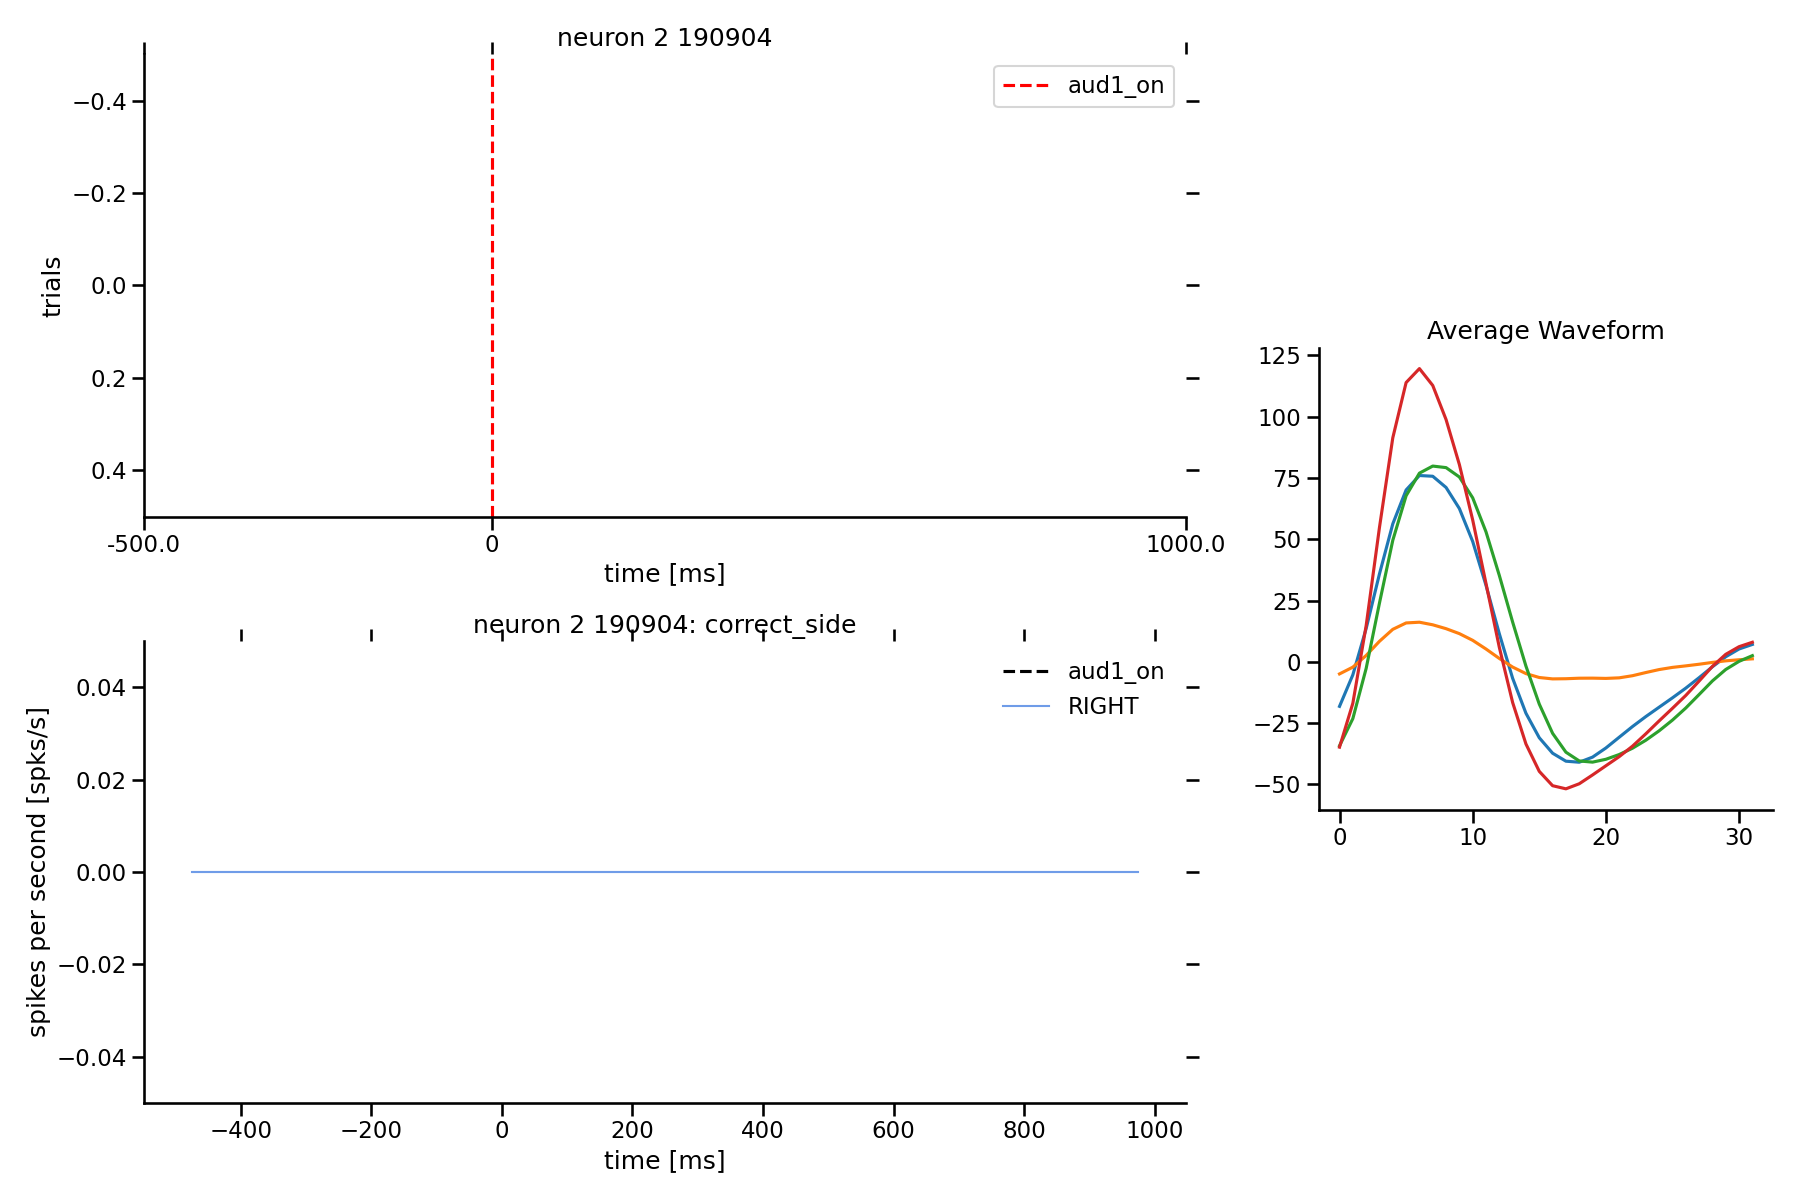 neuron 2 190904
aud1_on
−0.4
−0.2
0.0
0.2
0.4
trials
-500.0 0 1000.0
time [ms]
neuron 2 190904: correct_side
aud1_on
RIGHT
0.04
0.02
0.00
−0.02
−0.04
spikes per second [spks/s]
−400 −200 0 200 400 600 800 1000
time [ms]
Average Waveform
125
100
75
50
25
0
−25
−50
0 10 20 30